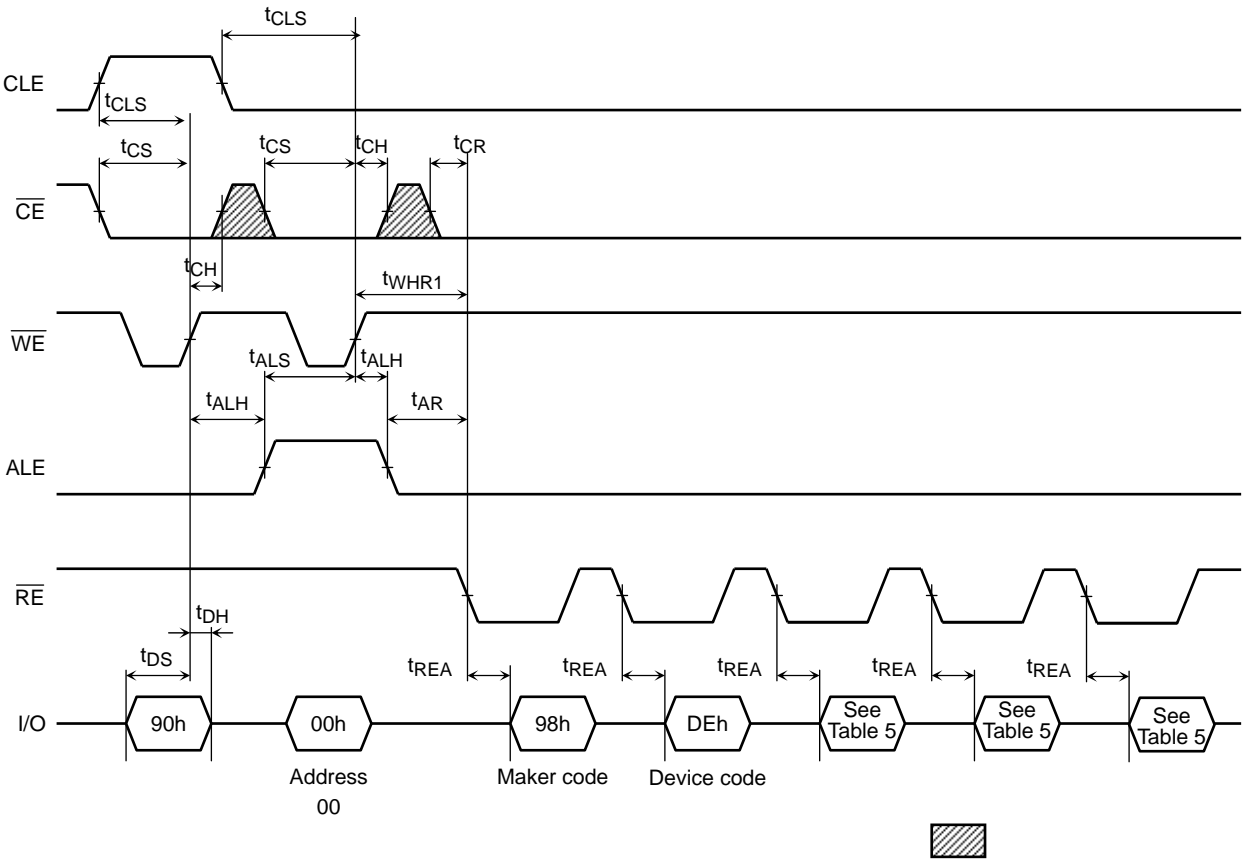 tCLS
CLE
tCLS
tCS tCS tCH tCR
CE
tCH
tWHR1
WE
tALS tALH
tALH tAR
ALE
RE
tDH
tDS tREA tREA tREA tREA tREA
I/O 90h 00h 98h DEh See Table 5 See Table 5 See Table 5
Address Maker code Device code
00